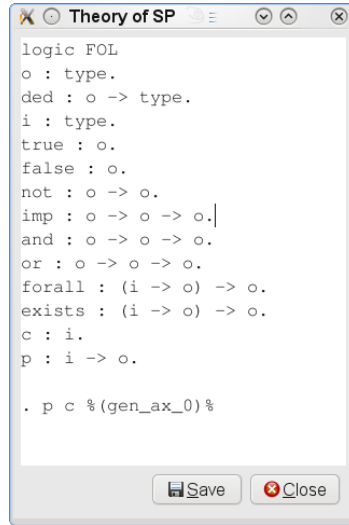 Theory of SP
logic FOL
o : type.
ded : o -> type.
i : type.
true : o.
false : o.
not : o -> o.
imp : o -> o -> o.
and : o -> o -> o.
or : o -> o -> o.
forall : (i -> o) -> o.
exists : (i -> o) -> o.
c : i.
p : i -> o.
. p c %(gen_ax_0)%
Save Close